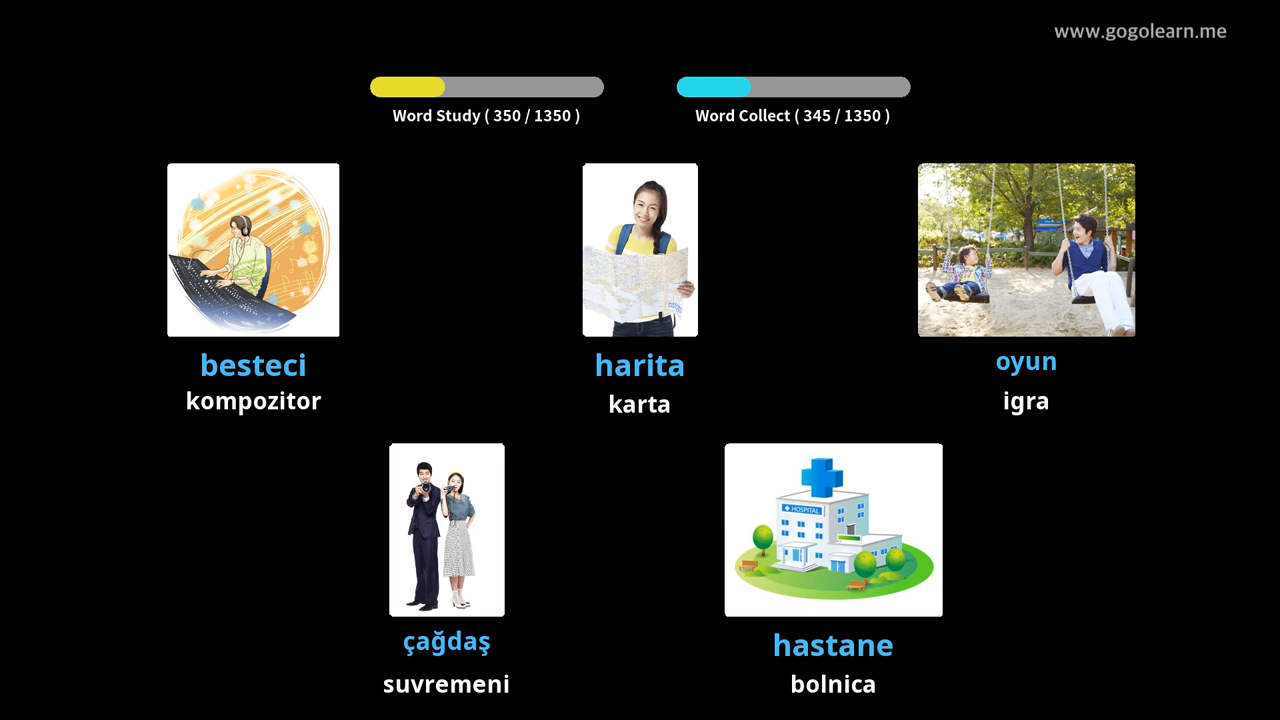 www.gogolearn.me
Word Study ( 350 / 1350 )
Word Collect ( 345 / 1350 )
besteci
kompozitor
harita
karta
oyun
igra
HOSPITAL
çağdaş
suvremeni
hastane
bolnica